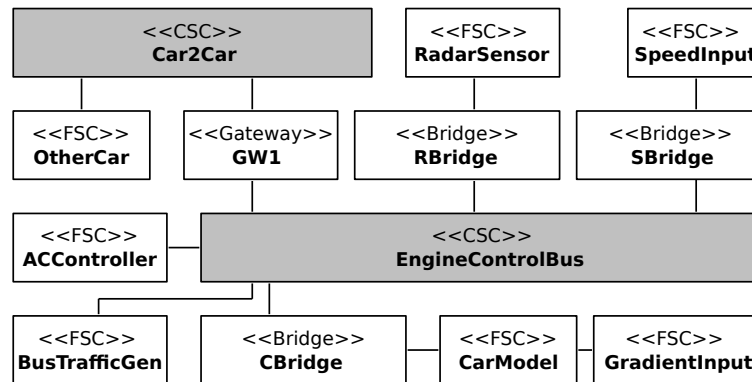 <<CSC>>
Car2Car
<<FSC>>
RadarSensor
<<FSC>>
SpeedInput
<<FSC>>
OtherCar
<<Gateway>>
GW1
<<Bridge>>
RBridge
<<Bridge>>
SBridge
<<FSC>>
ACController
<<CSC>>
EngineControlBus
<<FSC>>
BusTrafficGen
<<Bridge>>
CBridge
<<FSC>>
CarModel
<<FSC>>
GradientInput